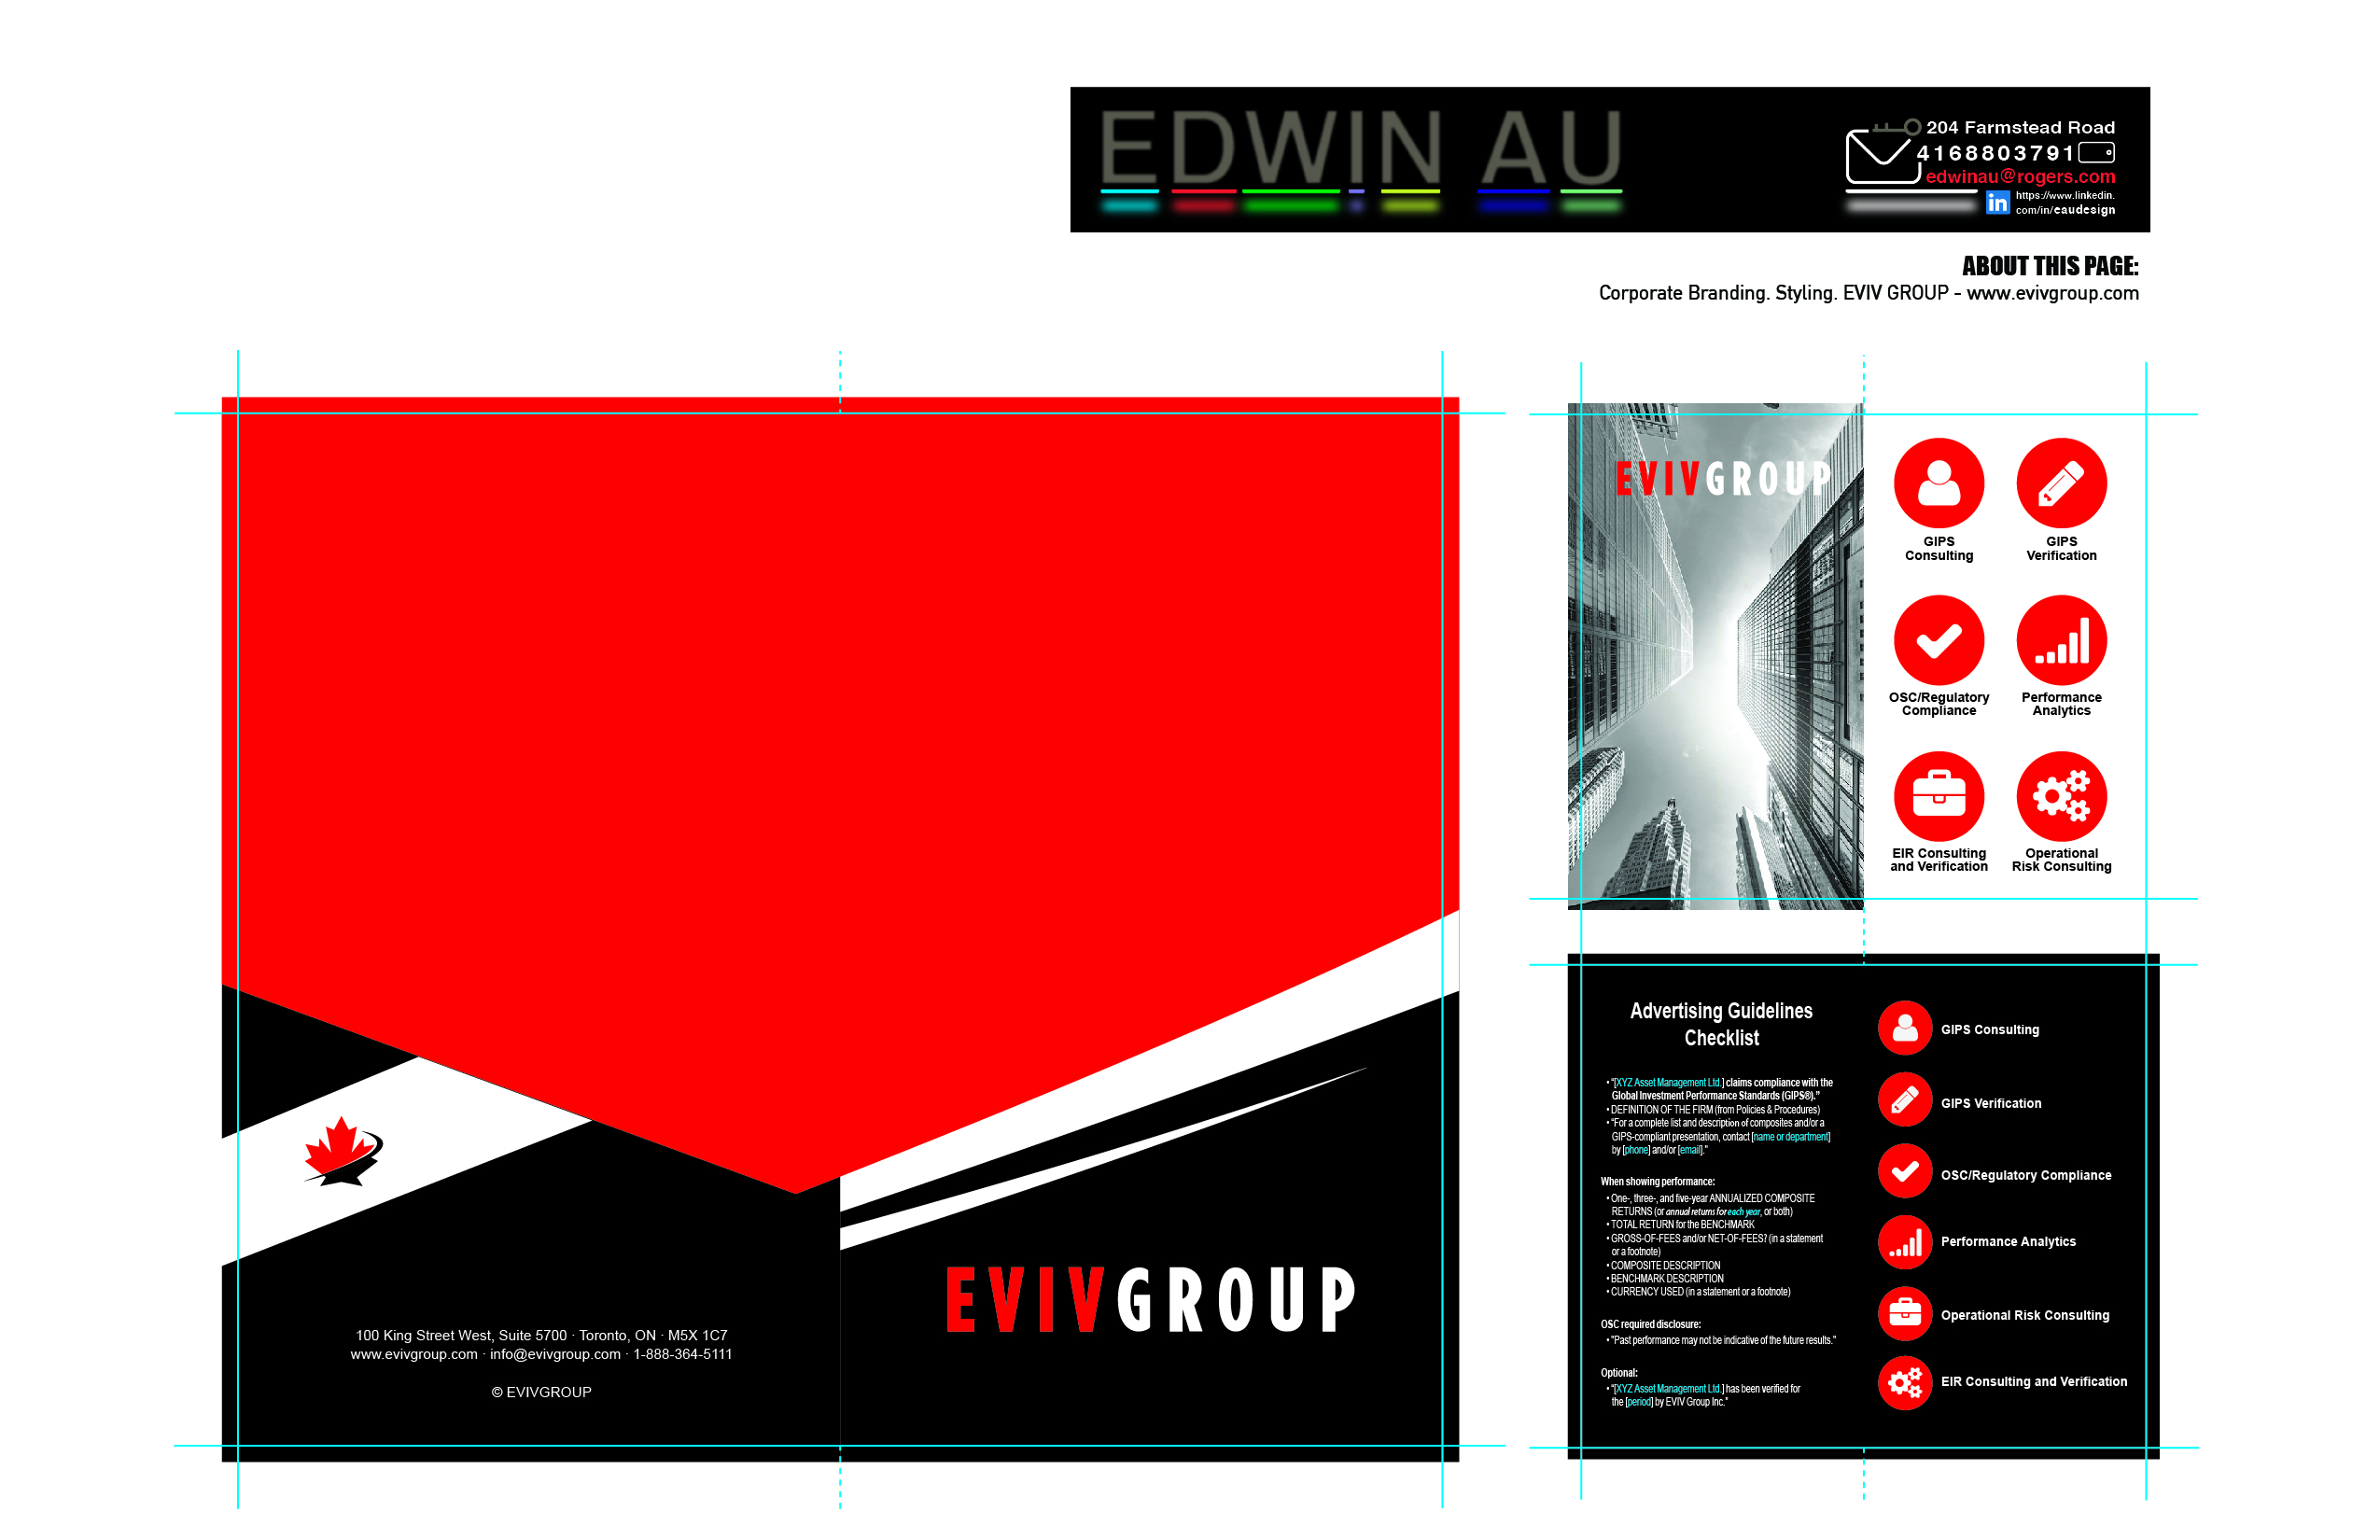 EDWIN AU
204 Farmstead Road
4168803791
edwinau@rogers.com
in
https://www.linkedin.
com/in/eaudesign
ABOUT THIS PAGE:
Corporate Branding. Styling. EVIV GROUP - www.evivgroup.com
100 King Street West, Suite 5700 · Toronto, ON · M5X 1C7
www.evivgroup.com · info@evivgroup.com · 1-888-364-5111
© EVIVGROUP
EVIVGROUP
EVIVGROUP
GIPS
Consulting
GIPS
Verification
OSC/Regulatory
Compliance
Performance
Analytics
EIR Consulting
and Verification
Operational
Risk Consulting
Advertising Guidelines
Checklist
• "[XYZ Asset Management Ltd.] claims compliance with the
Global Investment Performance Standards (GIPS®)."
• DEFINITION OF THE FIRM (from Policies & Procedures)
• "For a complete list and description of composites and/or a
GIPS-compliant presentation, contact [name or department]
by [phone] and/or [email]."
When showing performance:
• One-, three-, and five-year ANNUALIZED COMPOSITE
RETURNS (or annual returns for each year, or both)
• TOTAL RETURN for the BENCHMARK
• GROSS-OF-FEES and/or NET-OF-FEES? (in a statement
or a footnote)
• COMPOSITE DESCRIPTION
• BENCHMARK DESCRIPTION
• CURRENCY USED (in a statement or a footnote)
OSC required disclosure:
• "Past performance may not be indicative of the future results."
Optional:
• "[XYZ Asset Management Ltd.] has been verified for
the [period] by EVIV Group Inc."
GIPS Consulting
GIPS Verification
OSC/Regulatory Compliance
Performance Analytics
Operational Risk Consulting
EIR Consulting and Verification